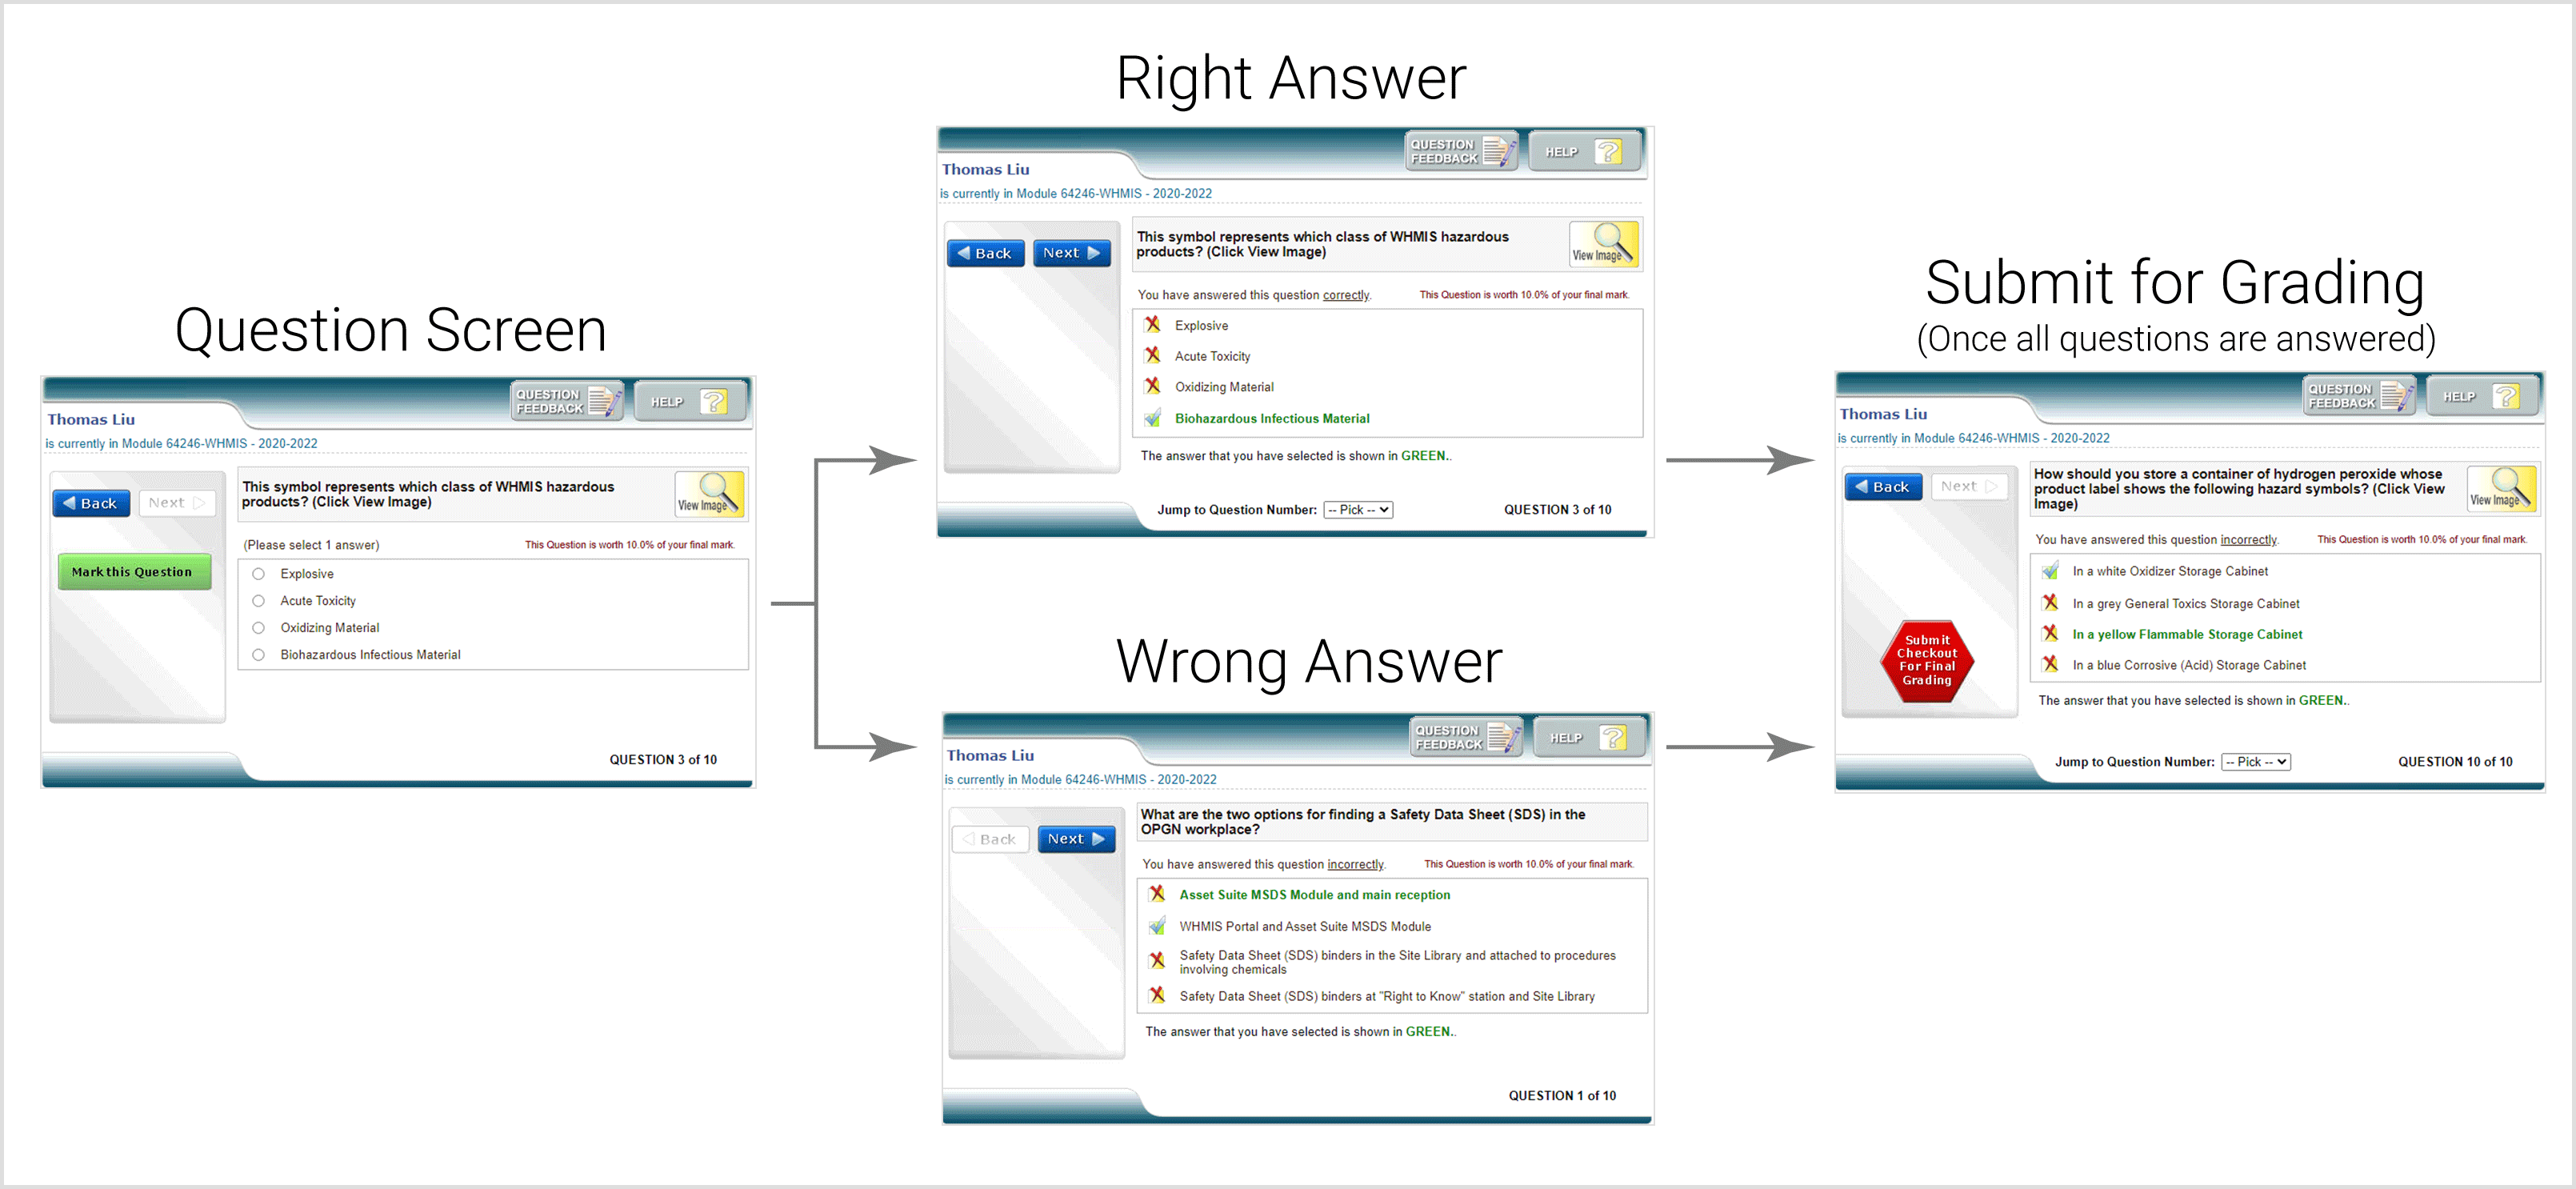 Question Screen
QUESTION
FEEDBACK
HELP
Thomas Liu
is currently in Module 64246-WHMIS - 2020-2022
Back
Next
This symbol represents which class of WHMIS hazardous
products? (Click View Image)
View Image
Mark this Question
(Please select 1 answer)
This Question is worth 10.0% of your final mark.
Explosive
Acute Toxicity
Oxidizing Material
Biohazardous Infectious Material
QUESTION 3 of 10
Right Answer
QUESTION
FEEDBACK
HELP
Thomas Liu
is currently in Module 64246-WHMIS - 2020-2022
Back
Next
This symbol represents which class of WHMIS hazardous
products? (Click View Image)
View Image
You have answered this question correctly.
This Question is worth 10.0% of your final mark.
Explosive
Acute Toxicity
Oxidizing Material
Biohazardous Infectious Material
The answer that you have selected is shown in GREEN..
Jump to Question Number: -- Pick --
QUESTION 3 of 10
Wrong Answer
QUESTION
FEEDBACK
HELP
Thomas Liu
is currently in Module 64246-WHMIS - 2020-2022
Back
Next
What are the two options for finding a Safety Data Sheet (SDS) in the
OPGN workplace?
You have answered this question incorrectly.
This Question is worth 10.0% of your final mark.
Asset Suite MSDS Module and main reception
WHMIS Portal and Asset Suite MSDS Module
Safety Data Sheet (SDS) binders in the Site Library and attached to procedures
involving chemicals
Safety Data Sheet (SDS) binders at "Right to Know" station and Site Library
The answer that you have selected is shown in GREEN..
QUESTION 1 of 10
Submit for Grading
(Once all questions are answered)
QUESTION
FEEDBACK
HELP
Thomas Liu
is currently in Module 64246-WHMIS - 2020-2022
Back
Next
How should you store a container of hydrogen peroxide whose
product label shows the following hazard symbols? (Click View
Image)
View Image
You have answered this question incorrectly.
This Question is worth 10.0% of your final mark.
In a white Oxidizer Storage Cabinet
In a grey General Toxics Storage Cabinet
In a yellow Flammable Storage Cabinet
In a blue Corrosive (Acid) Storage Cabinet
Submit
Checkout
For Final
Grading
The answer that you have selected is shown in GREEN..
Jump to Question Number: -- Pick --
QUESTION 10 of 10